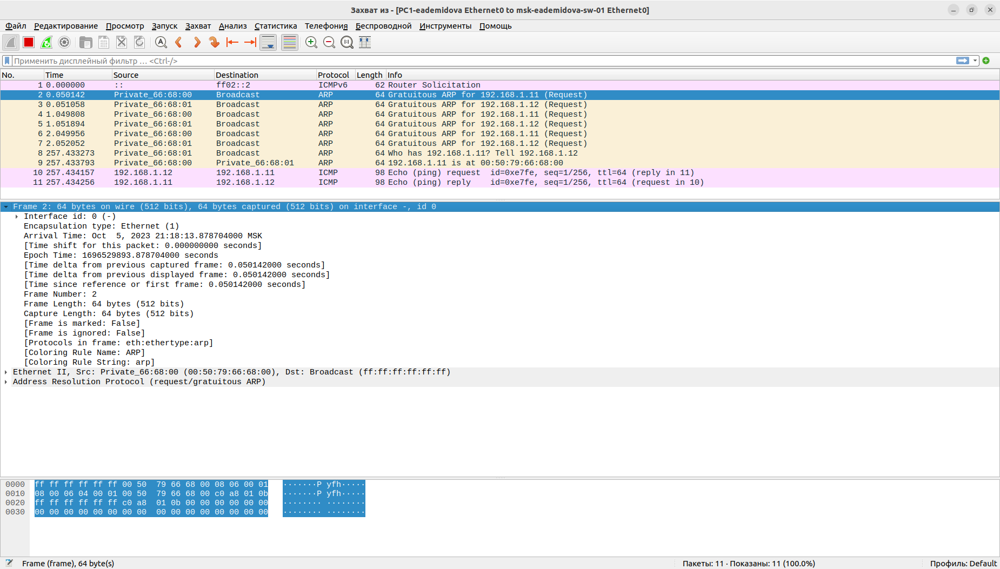 Захват из - [PC1-eademidova Ethernet0 to msk-eademidova-sw-01 Ethernet0]
Файл Редактирование Просмотр Запуск Захват Анализ Статистика Телефония Беспроводной Инструменты Помощь
Применить дисплейный фильтр … <Ctrl-/>
No. Time Source Destination Protocol Length Info
1 0.000000 :: ff02::2 ICMPv6 62 Router Solicitation
2 0.050142 Private_66:68:00 Broadcast ARP 64 Gratuitous ARP for 192.168.1.11 (Request)
3 0.051058 Private_66:68:01 Broadcast ARP 64 Gratuitous ARP for 192.168.1.12 (Request)
4 1.049808 Private_66:68:00 Broadcast ARP 64 Gratuitous ARP for 192.168.1.11 (Request)
5 1.051894 Private_66:68:01 Broadcast ARP 64 Gratuitous ARP for 192.168.1.12 (Request)
6 2.049956 Private_66:68:00 Broadcast ARP 64 Gratuitous ARP for 192.168.1.11 (Request)
7 2.052052 Private_66:68:01 Broadcast ARP 64 Gratuitous ARP for 192.168.1.12 (Request)
8 257.433273 Private_66:68:01 Broadcast ARP 64 Who has 192.168.1.11? Tell 192.168.1.12
9 257.433793 Private_66:68:00 Private_66:68:01 ARP 64 192.168.1.11 is at 00:50:79:66:68:00
10 257.434157 192.168.1.12 192.168.1.11 ICMP 98 Echo (ping) request id=0xe7fe, seq=1/256, ttl=64 (reply in 11)
11 257.434256 192.168.1.11 192.168.1.12 ICMP 98 Echo (ping) reply id=0xe7fe, seq=1/256, ttl=64 (request in 10)
Frame 2: 64 bytes on wire (512 bits), 64 bytes captured (512 bits) on interface -, id 0
Interface id: 0 (-)
Encapsulation type: Ethernet (1)
Arrival Time: Oct  5, 2023 21:18:13.878704000 MSK
[Time shift for this packet: 0.000000000 seconds]
Epoch Time: 1696529893.878704000 seconds
[Time delta from previous captured frame: 0.050142000 seconds]
[Time delta from previous displayed frame: 0.050142000 seconds]
[Time since reference or first frame: 0.050142000 seconds]
Frame Number: 2
Frame Length: 64 bytes (512 bits)
Capture Length: 64 bytes (512 bits)
[Frame is marked: False]
[Frame is ignored: False]
[Protocols in frame: eth:ethertype:arp]
[Coloring Rule Name: ARP]
[Coloring Rule String: arp]
Ethernet II, Src: Private_66:68:00 (00:50:79:66:68:00), Dst: Broadcast (ff:ff:ff:ff:ff:ff)
Address Resolution Protocol (request/gratuitous ARP)
0000 ff ff ff ff ff ff 00 50 79 66 68 00 08 06 00 01 ·······P yfh·····
0010 08 00 06 04 00 01 00 50 79 66 68 00 c0 a8 01 0b ·······P yfh·····
0020 ff ff ff ff ff ff c0 a8 01 0b 00 00 00 00 00 00 ········ ········
0030 00 00 00 00 00 00 00 00 00 00 00 00 00 00 00 00 ········ ········
Frame (frame), 64 byte(s) Пакеты: 11 · Показаны: 11 (100.0%) Профиль: Default